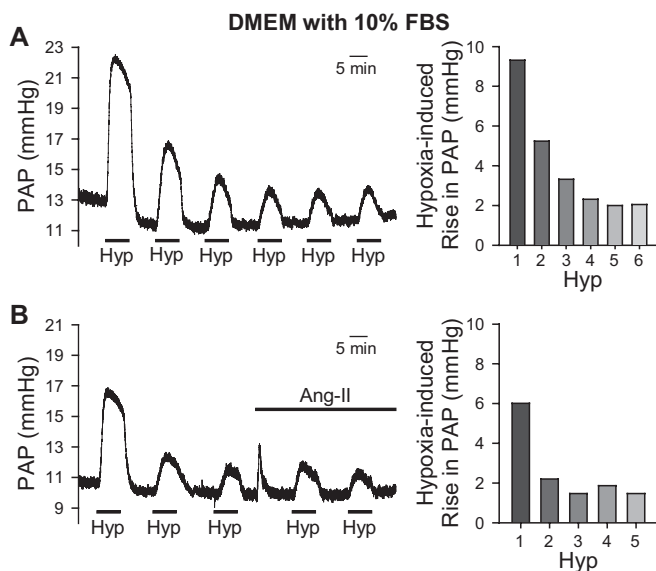 DMEM with 10% FBS
A
PAP (mmHg)
23
21
19
17
15
13
11
5 min
Hyp Hyp Hyp Hyp Hyp Hyp
Hypoxia-induced
Rise in PAP (mmHg)
10
8
6
4
2
0
1 2 3 4 5 6
Hyp
B
PAP (mmHg)
21
19
17
15
13
11
9
5 min
Ang-II
Hyp Hyp Hyp Hyp Hyp
Hypoxia-induced
Rise in PAP (mmHg)
10
8
6
4
2
0
1 2 3 4 5
Hyp